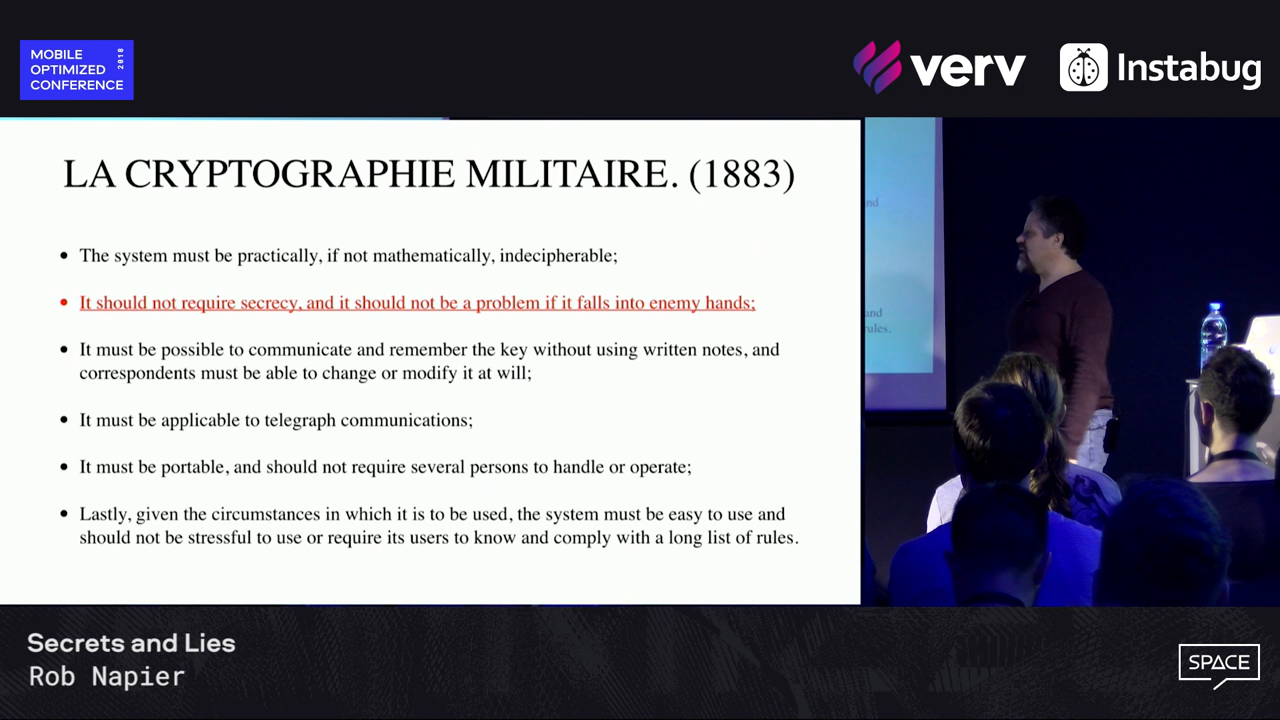 MOBILE
OPTIMIZED
CONFERENCE
2018
verv
Instabug
LA CRYPTOGRAPHIE MILITAIRE. (1883)
• The system must be practically, if not mathematically, indecipherable;
• It should not require secrecy, and it should not be a problem if it falls into enemy hands;
• It must be possible to communicate and remember the key without using written notes, and
correspondents must be able to change or modify it at will;
• It must be applicable to telegraph communications;
• It must be portable, and should not require several persons to handle or operate;
• Lastly, given the circumstances in which it is to be used, the system must be easy to use and
should not be stressful to use or require its users to know and comply with a long list of rules.
nd
and
rules.
Secrets and Lies
Rob Napier
SPACE